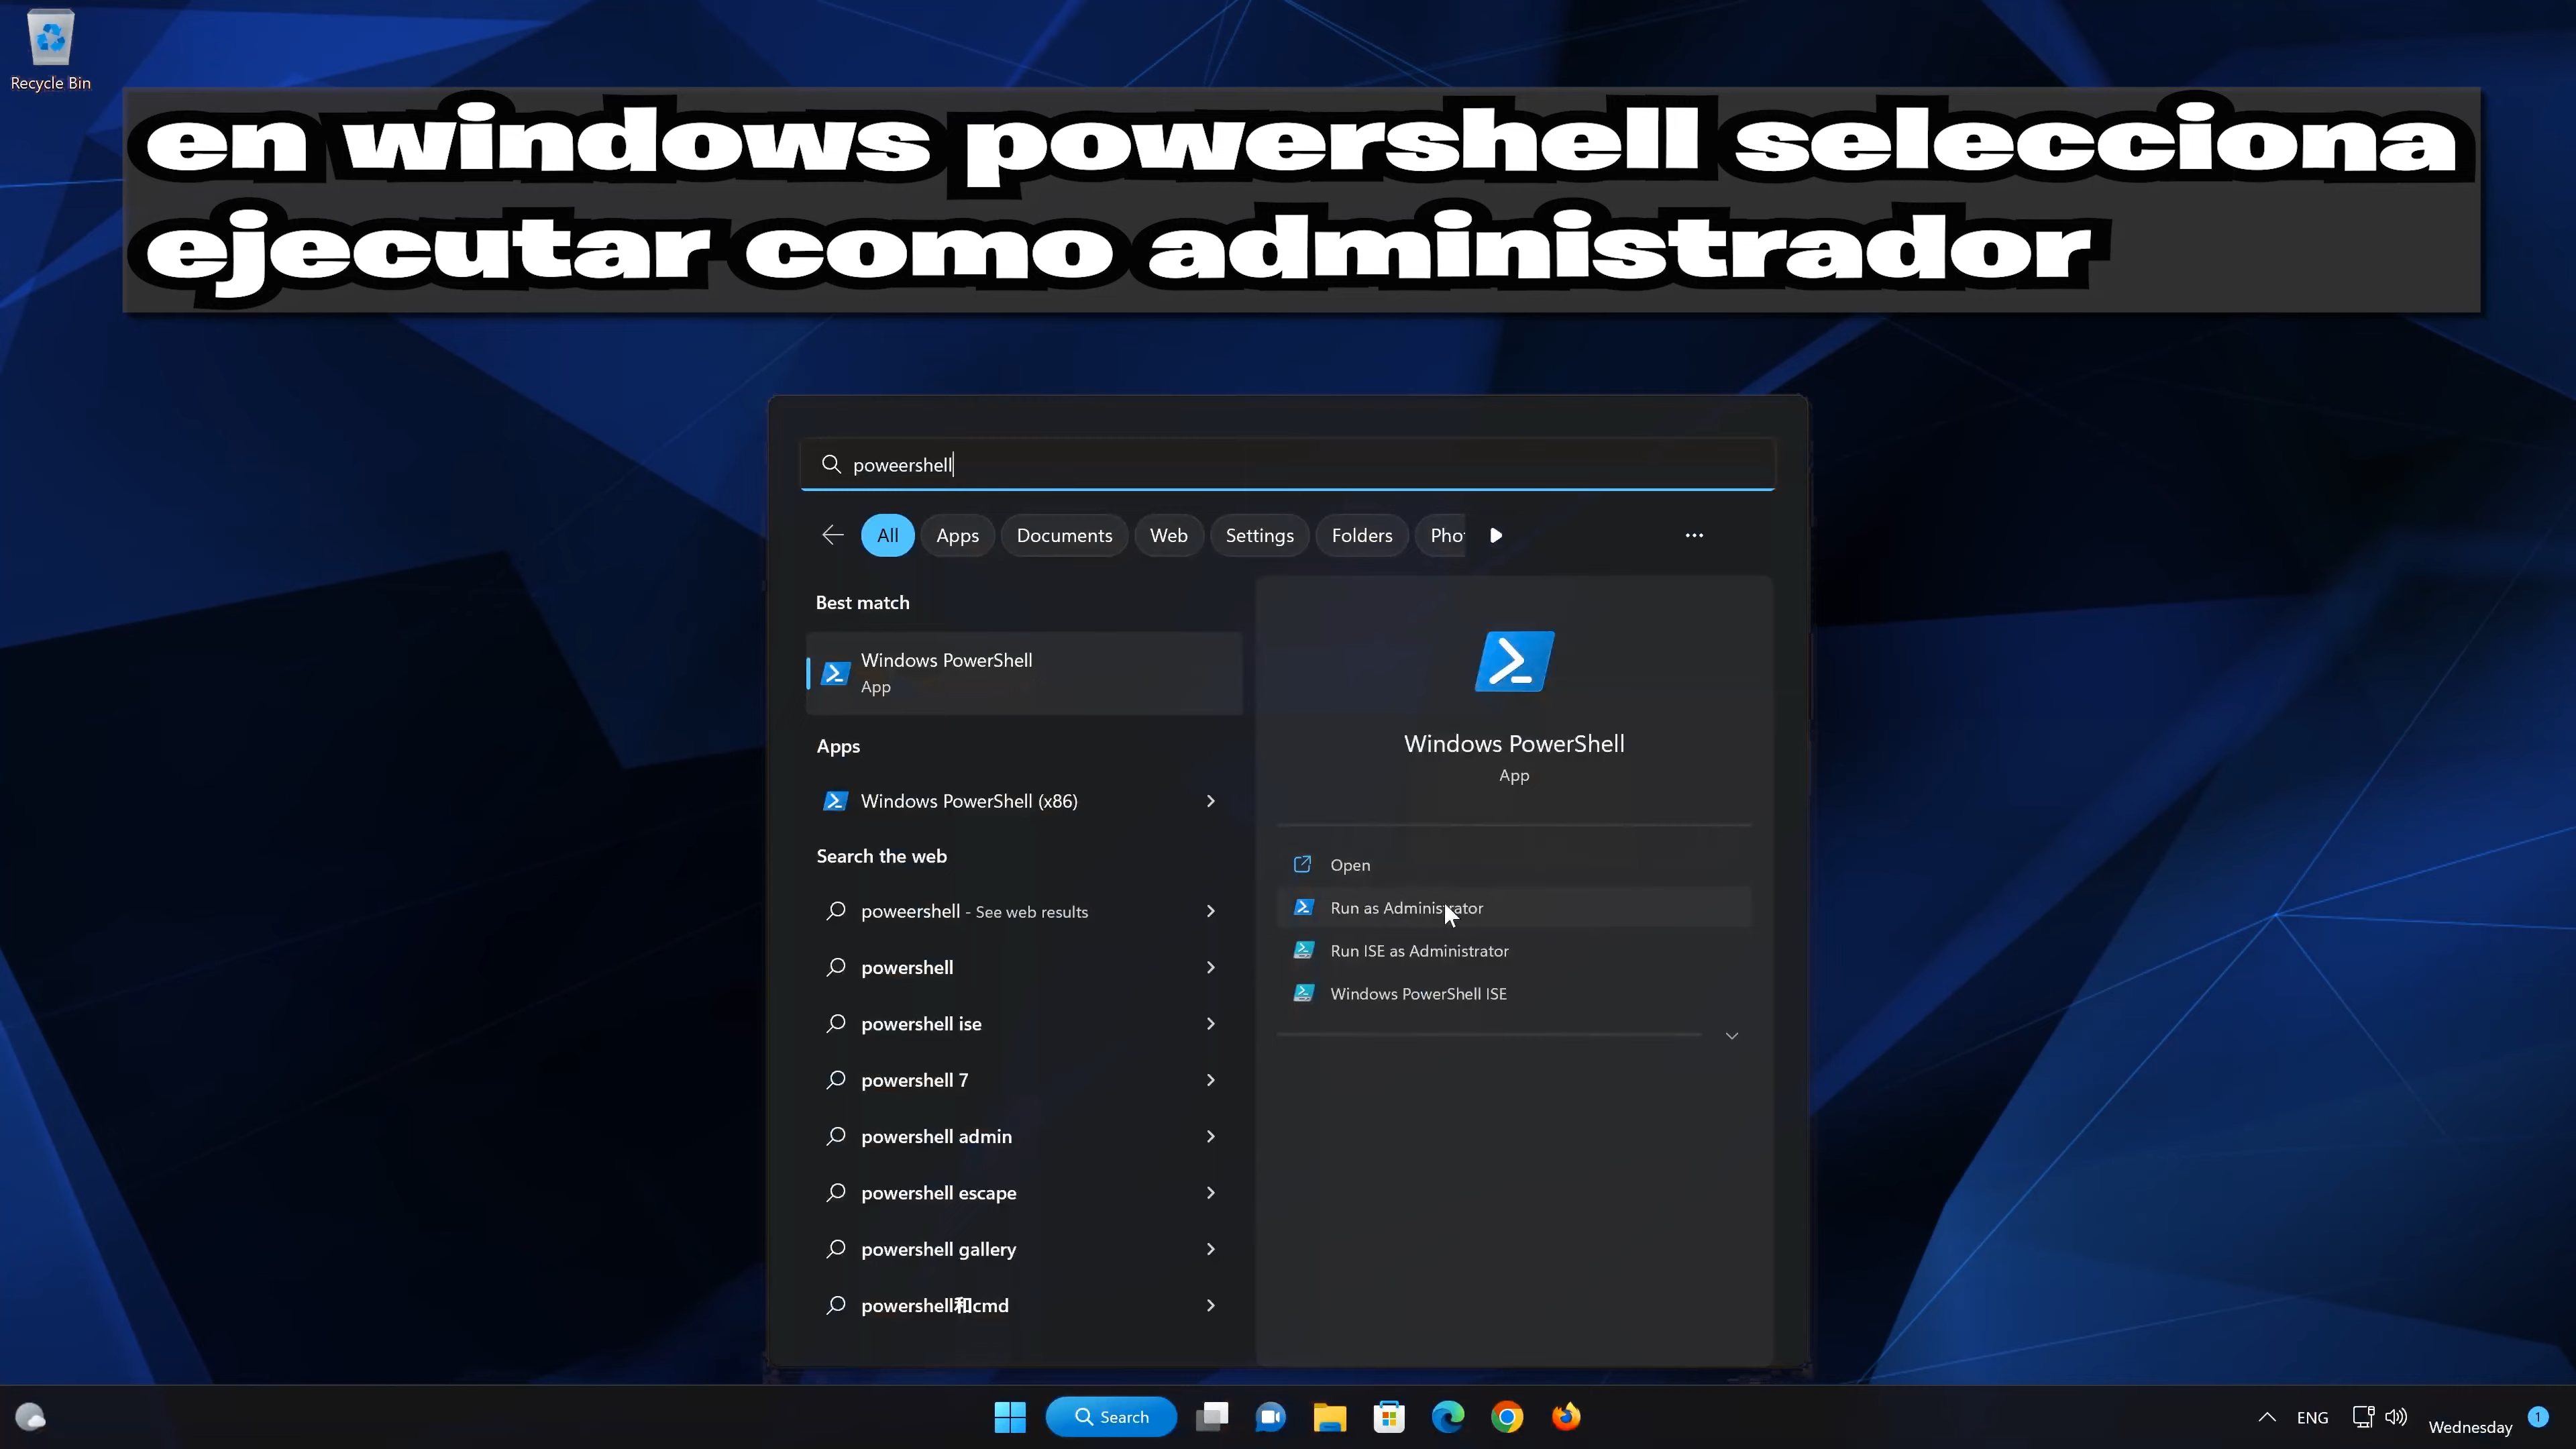 Recycle Bin
en windows powershell selecciona
ejecutar como administrador
poweershell
All Apps Documents Web Settings Folders
Best match
Windows PowerShell
App
Apps
Windows PowerShell (x86)
Search the web
poweershell - See web results
powershell
powershell ise
powershell 7
powershell admin
powershell escape
powershell gallery
powershell和cmd
Windows PowerShell
App
Open
Run as Administrator
Run ISE as Administrator
Windows PowerShell ISE
Search
ENG
Wednesday
1